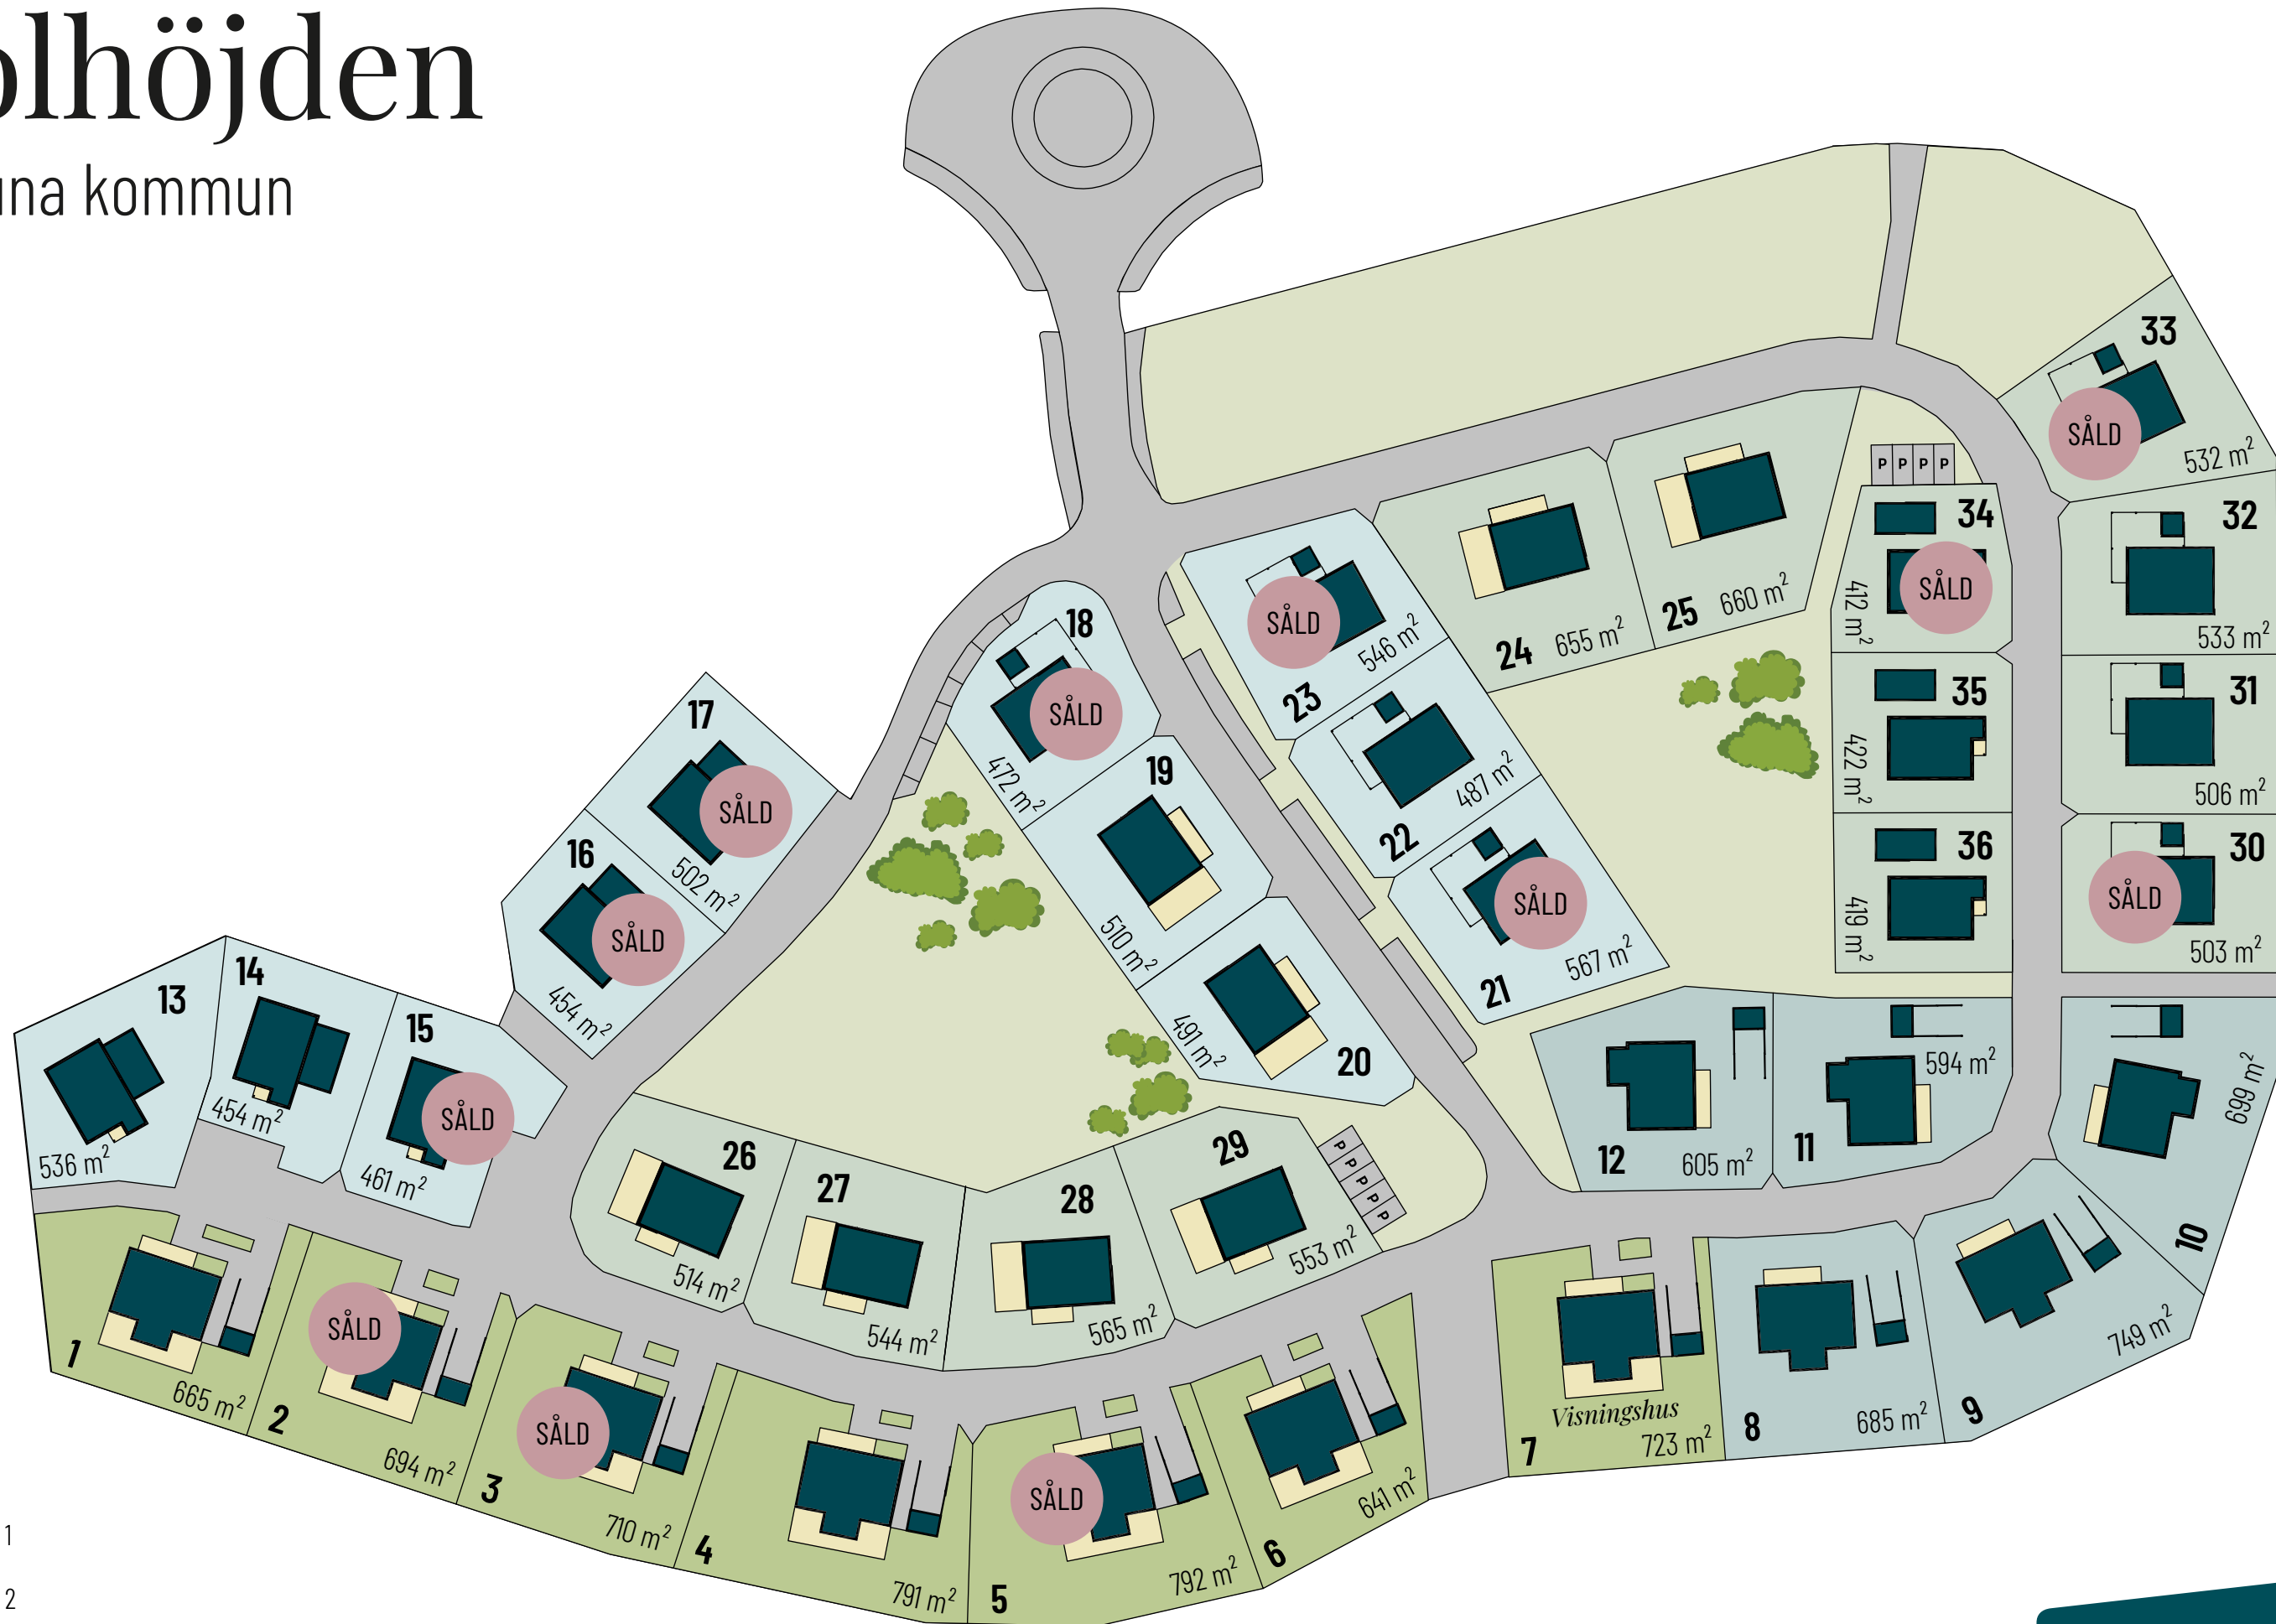 olhöjden
una kommun
33
SÅLD
532 m²
P P P P
34
SÅLD
412 m²
32
533 m²
18
SÅLD
472 m²
23
SÅLD
546 m²
24
655 m²
25
660 m²
35
422 m²
31
506 m²
17
SÅLD
502 m²
19
510 m²
22
487 m²
36
419 m²
30
SÅLD
503 m²
16
SÅLD
454 m²
21
SÅLD
567 m²
13
536 m²
14
454 m²
15
SÅLD
461 m²
20
491 m²
12
605 m²
11
594 m²
10
699 m²
26
514 m²
27
544 m²
28
565 m²
29
553 m²
P P P P P
1
665 m²
2
SÅLD
694 m²
3
SÅLD
710 m²
4
791 m²
5
SÅLD
792 m²
6
641 m²
7
Visningshus
723 m²
8
685 m²
9
749 m²
1
2